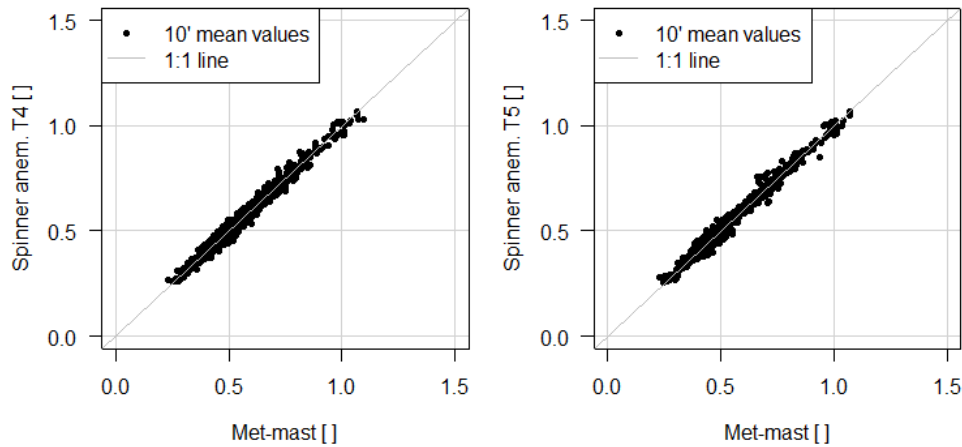 10' mean values
1:1 line
Spinner anem. T4 [ ]
1.5
1.0
0.5
0.0
0.0 0.5 1.0 1.5
Met-mast [ ]
10' mean values
1:1 line
Spinner anem. T5 [ ]
1.5
1.0
0.5
0.0
0.0 0.5 1.0 1.5
Met-mast [ ]